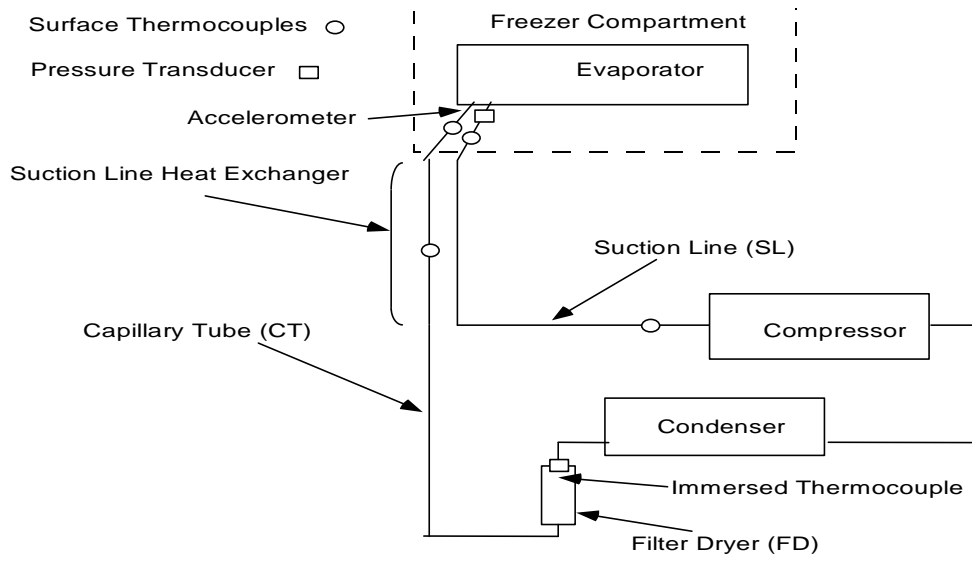 Surface Thermocouples
Freezer Compartment
Pressure Transducer
Evaporator
Accelerometer
Suction Line Heat Exchanger
Suction Line (SL)
Capillary Tube (CT)
Compressor
Condenser
Immersed Thermocouple
Filter Dryer (FD)